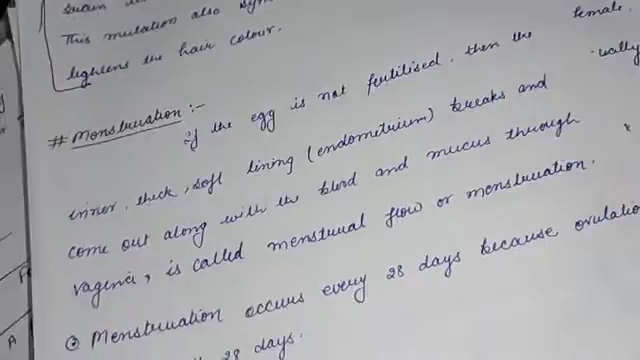 This mutation also
lightens the hair colour.
# Menstruation :-
if the egg is not fertilised, then the female
inner, thick, soft lining (endometrium) breaks and
come out along with the blood and mucus through
vagina, is called menstrual flow or menstruation.
Menstruation occurs every 28 days because
28 days.